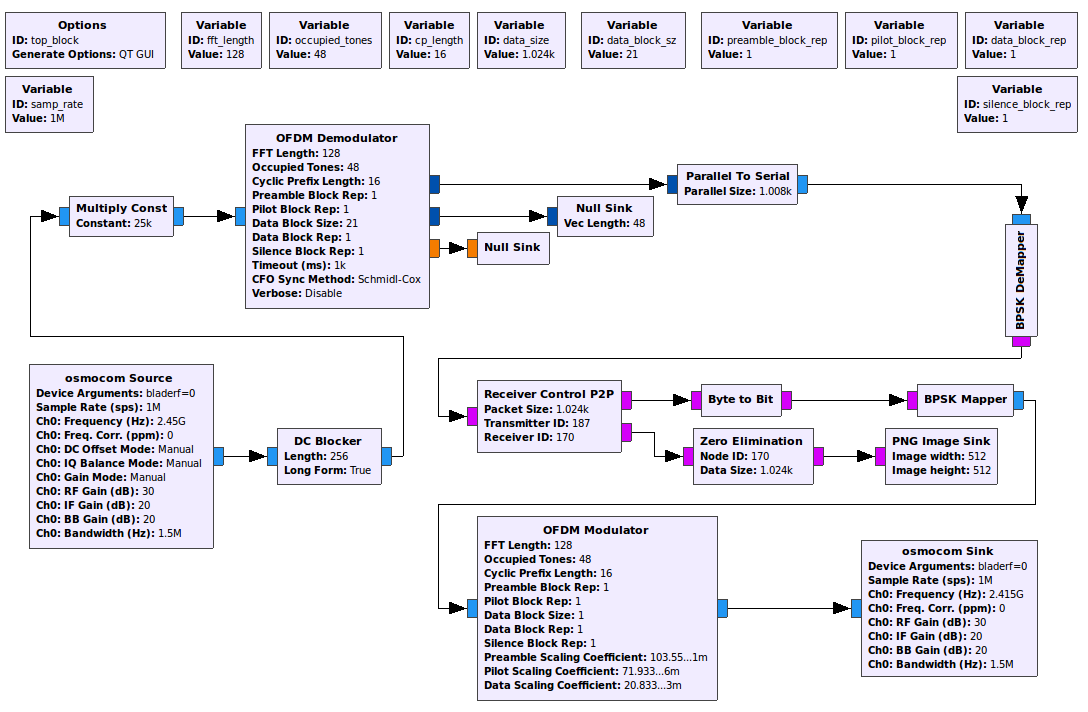 Options
ID: top_block
Generate Options: QT GUI
Variable
ID: fft_length
Value: 128
Variable
ID: occupied_tones
Value: 48
Variable
ID: cp_length
Value: 16
Variable
ID: data_size
Value: 1.024k
Variable
ID: data_block_sz
Value: 21
Variable
ID: preamble_block_rep
Value: 1
Variable
ID: pilot_block_rep
Value: 1
Variable
ID: data_block_rep
Value: 1
Variable
ID: samp_rate
Value: 1M
Variable
ID: silence_block_rep
Value: 1
OFDM Demodulator
FFT Length: 128
Occupied Tones: 48
Cyclic Prefix Length: 16
Preamble Block Rep: 1
Pilot Block Rep: 1
Data Block Size: 21
Data Block Rep: 1
Silence Block Rep: 1
Timeout (ms): 1k
CFO Sync Method: Schmidl-Cox
Verbose: Disable
Parallel To Serial
Parallel Size: 1.008k
Multiply Const
Constant: 25k
Null Sink
Vec Length: 48
Null Sink
BPSK DeMapper
osmocom Source
Device Arguments: bladerf=0
Sample Rate (sps): 1M
Ch0: Frequency (Hz): 2.45G
Ch0: Freq. Corr. (ppm): 0
Ch0: DC Offset Mode: Manual
Ch0: IQ Balance Mode: Manual
Ch0: Gain Mode: Manual
Ch0: RF Gain (dB): 30
Ch0: IF Gain (dB): 20
Ch0: BB Gain (dB): 20
Ch0: Bandwidth (Hz): 1.5M
DC Blocker
Length: 256
Long Form: True
Receiver Control P2P
Packet Size: 1.024k
Transmitter ID: 187
Receiver ID: 170
Byte to Bit
BPSK Mapper
Zero Elimination
Node ID: 170
Data Size: 1.024k
PNG Image Sink
Image width: 512
Image height: 512
OFDM Modulator
FFT Length: 128
Occupied Tones: 48
Cyclic Prefix Length: 16
Preamble Block Rep: 1
Pilot Block Rep: 1
Data Block Size: 1
Data Block Rep: 1
Silence Block Rep: 1
Preamble Scaling Coefficient: 103.55...1m
Pilot Scaling Coefficient: 71.933...6m
Data Scaling Coefficient: 20.833...3m
osmocom Sink
Device Arguments: bladerf=0
Sample Rate (sps): 1M
Ch0: Frequency (Hz): 2.415G
Ch0: Freq. Corr. (ppm): 0
Ch0: RF Gain (dB): 30
Ch0: IF Gain (dB): 20
Ch0: BB Gain (dB): 20
Ch0: Bandwidth (Hz): 1.5M